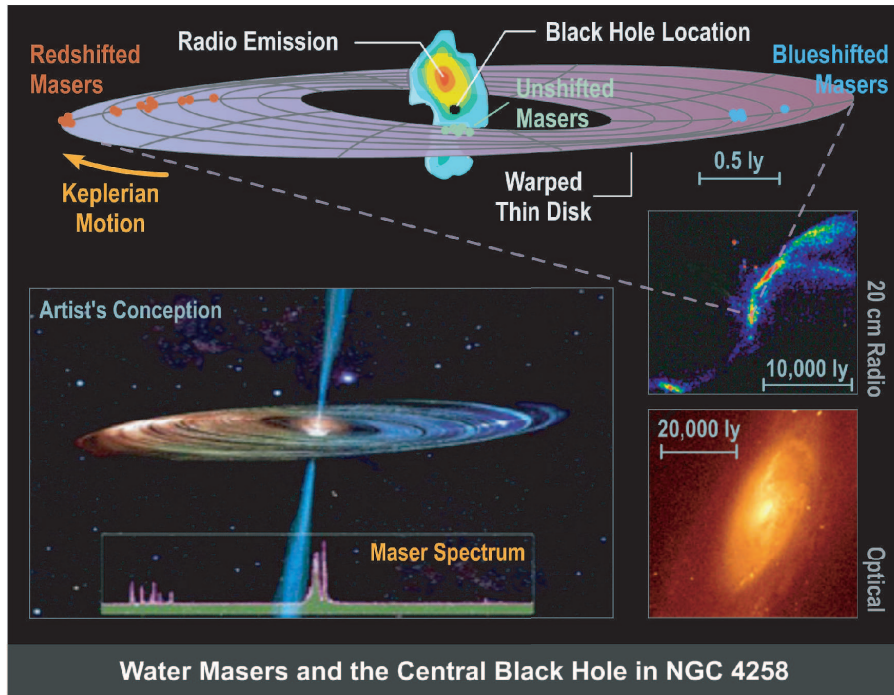 Radio Emission
Black Hole Location
Redshifted
Masers
Blueshifted
Masers
Unshifted
Masers
0.5 ly
Keplerian
Motion
Warped
Thin Disk
Artist's Conception
20 cm Radio
10,000 ly
20,000 ly
Maser Spectrum
Optical
Water Masers and the Central Black Hole in NGC 4258